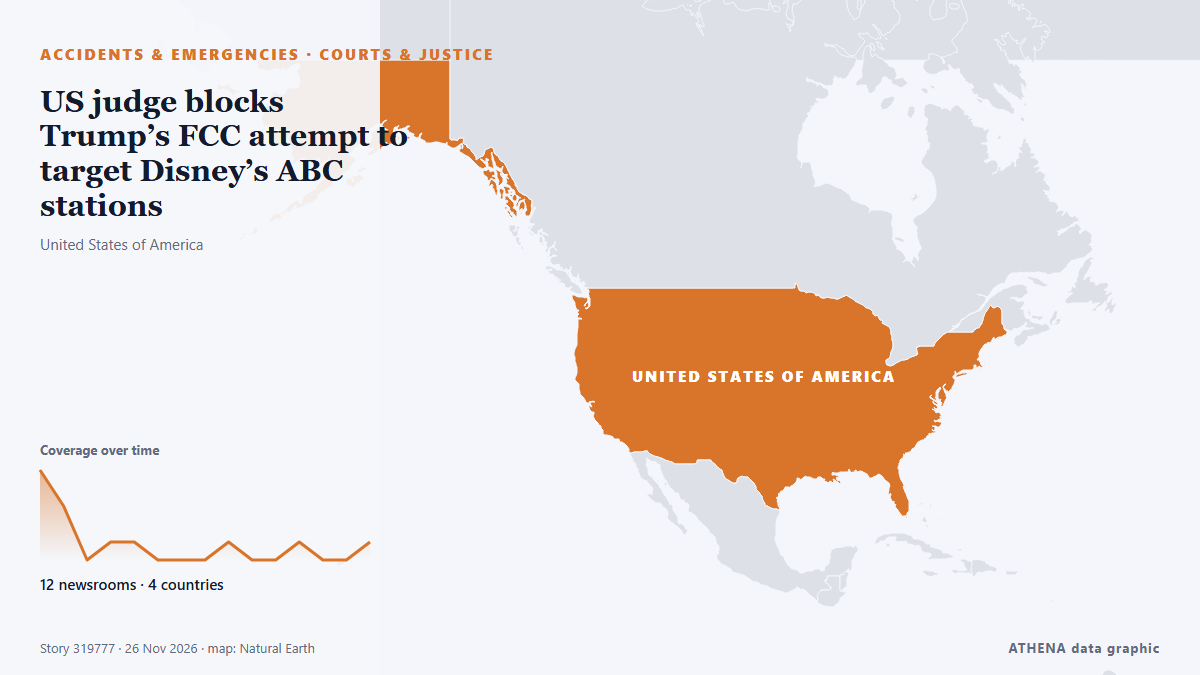 ACCIDENTS & EMERGENCIES · COURTS & JUSTICE
US judge blocks
Trump’s FCC attempt to
target Disney’s ABC
stations
United States of America
UNITED STATES OF AMERICA
Coverage over time
12 newsrooms · 4 countries
Story 319777 · 26 Nov 2026 · map: Natural Earth
ATHENA data graphic